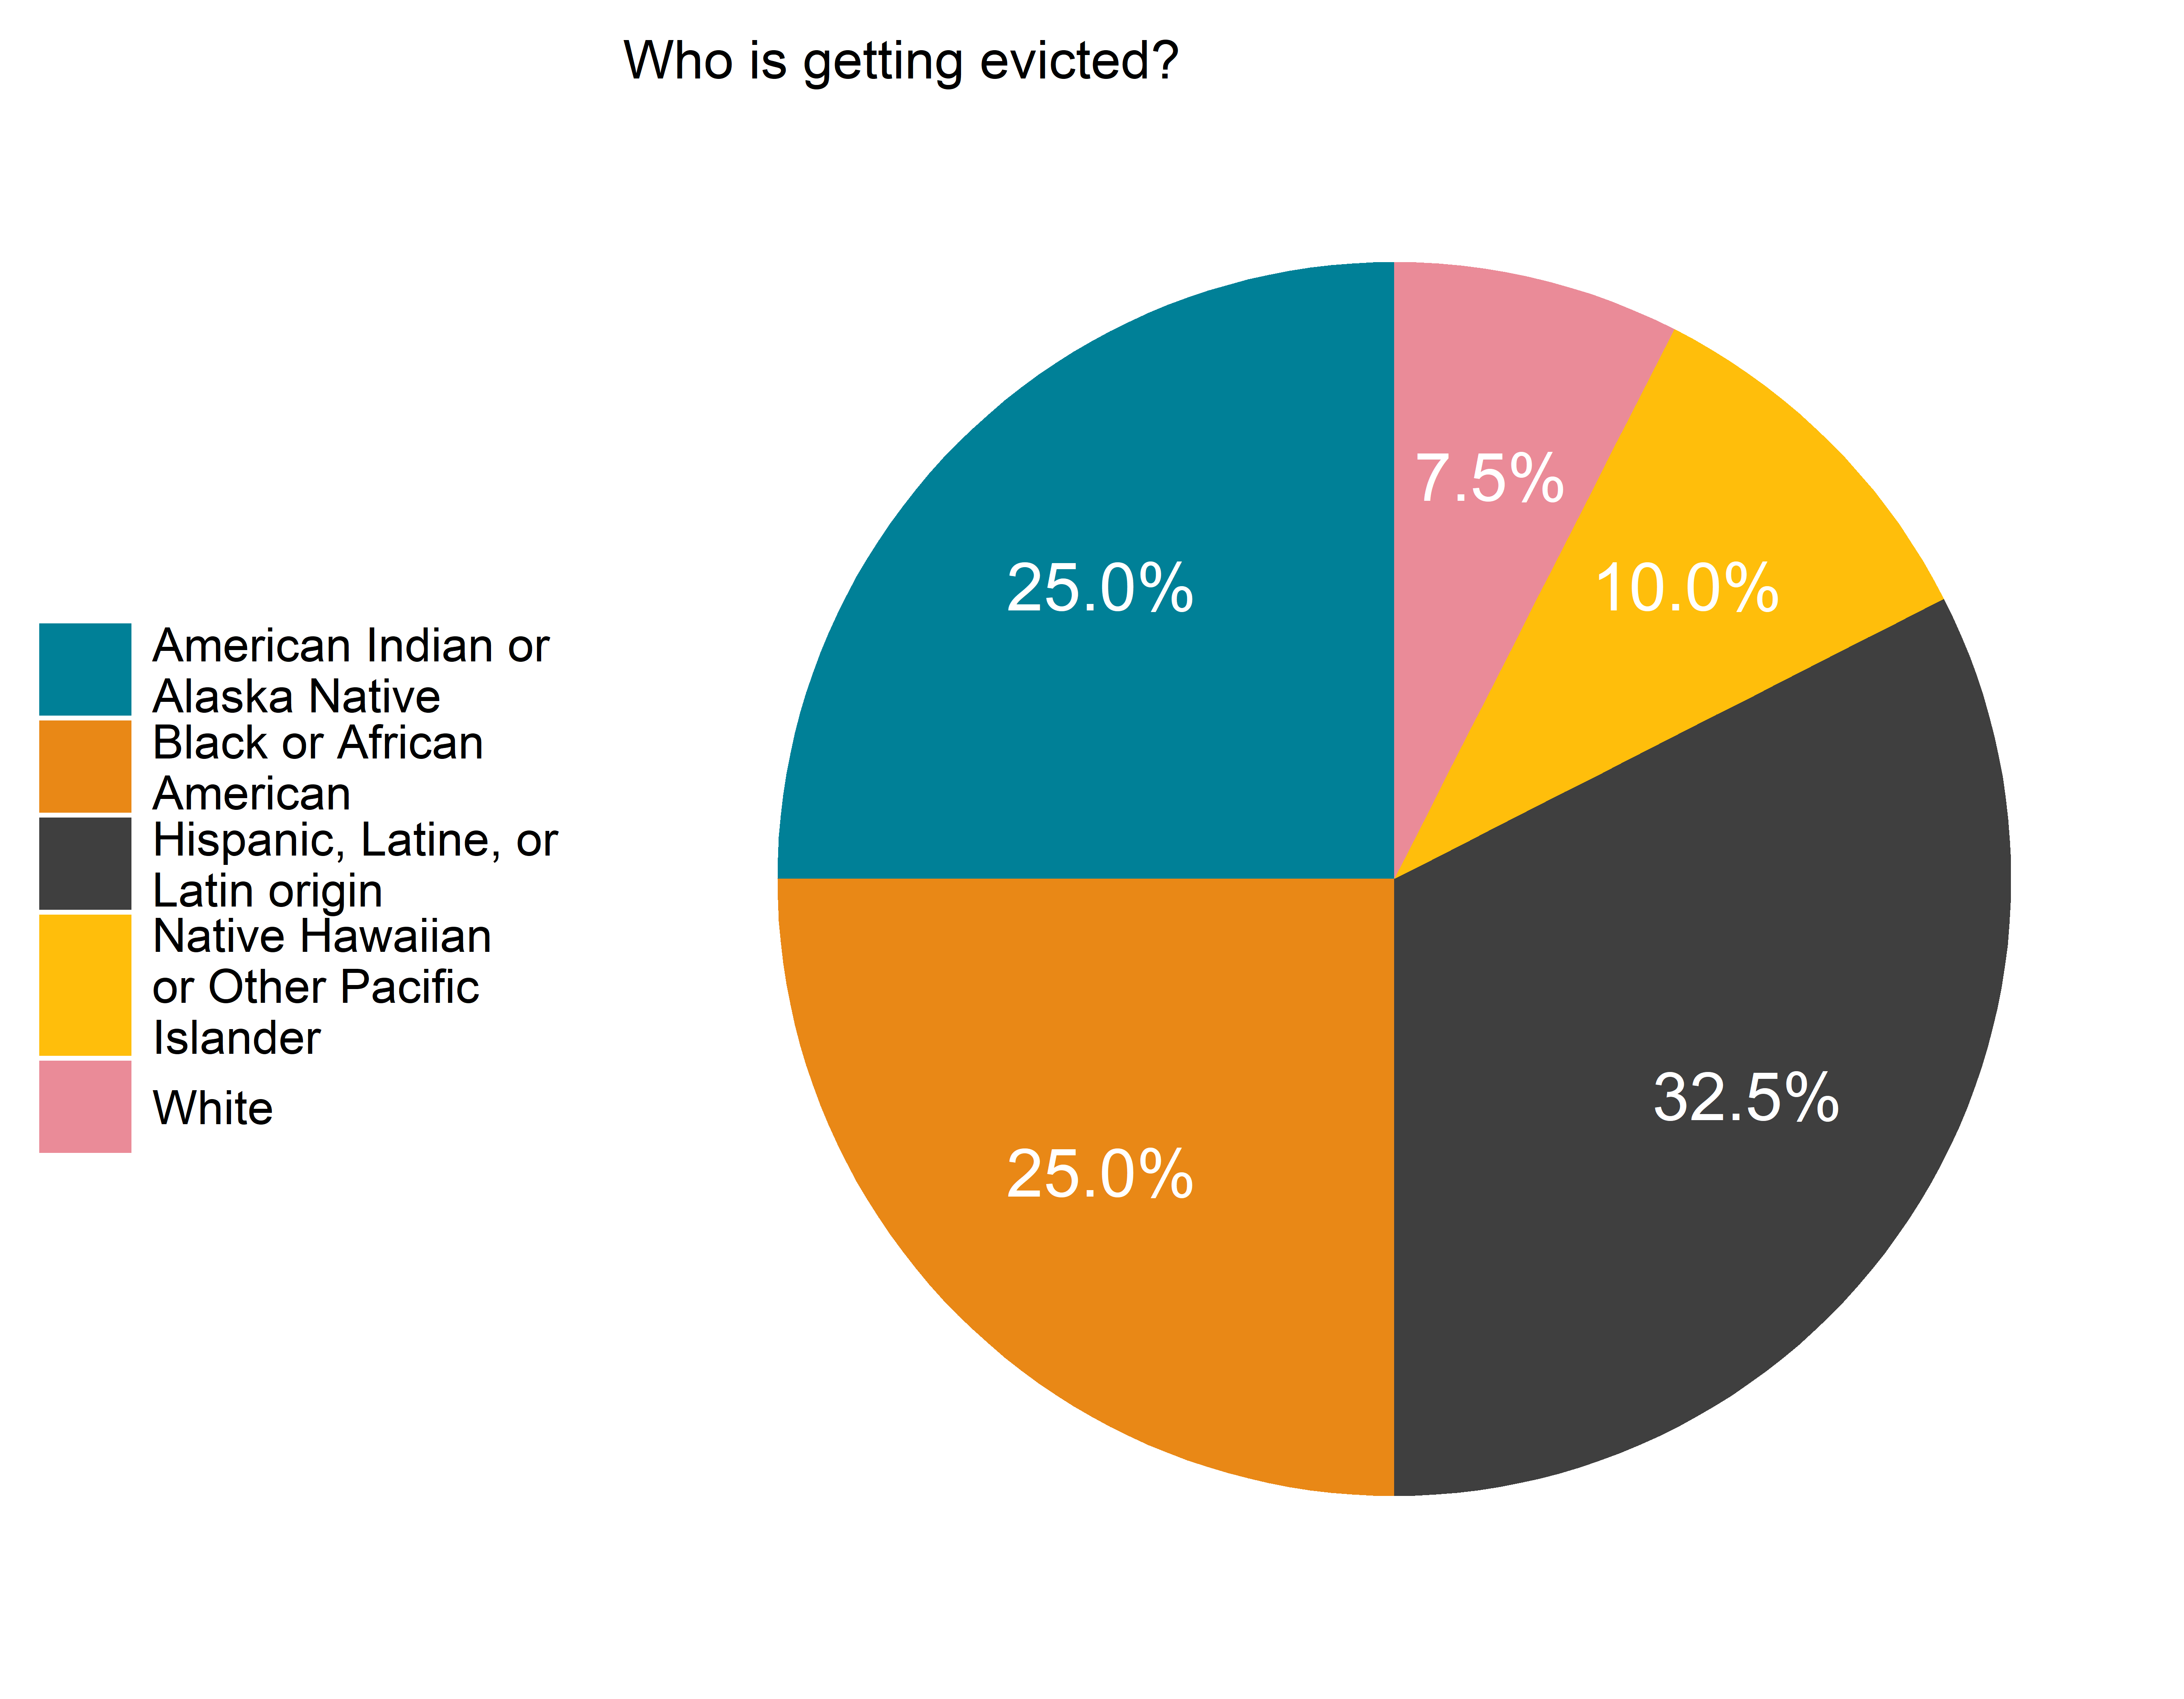 Who is getting evicted?
American Indian or
Alaska Native
Black or African
American
Hispanic, Latine, or
Latin origin
Native Hawaiian
or Other Pacific
Islander
White
7.5%
10.0%
25.0%
32.5%
25.0%